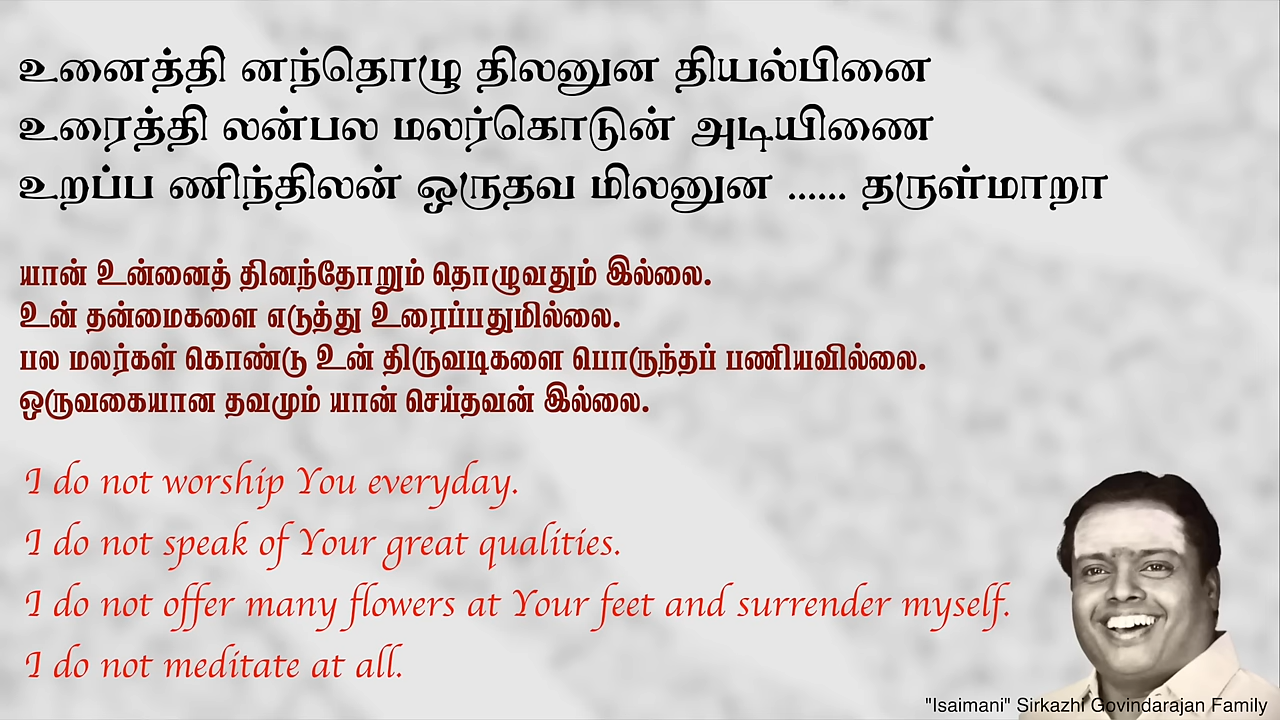 உனைத்தி னந்தொழு திலனுன தியல்பினை
உரைத்தி லன்பல மலர்கொடுன் அடியிணை
உறப்ப ணிந்திலன் ஒருதவ மிலனுன ...... தருள்மாறா
யான் உன்னைத் தினந்தோறும் தொழுவதும் இல்லை.
உன் தன்மைகளை எடுத்து உரைப்பதுமில்லை.
பல மலர்கள் கொண்டு உன் திருவடிகளை பொருந்தப் பணியவில்லை.
ஒருவகையான தவமும் யான் செய்தவன் இல்லை.
I do not worship You everyday.
I do not speak of Your great qualities.
I do not offer many flowers at Your feet and surrender myself.
I do not meditate at all.
"Isaimani" Sirkazhi Govindarajan Family